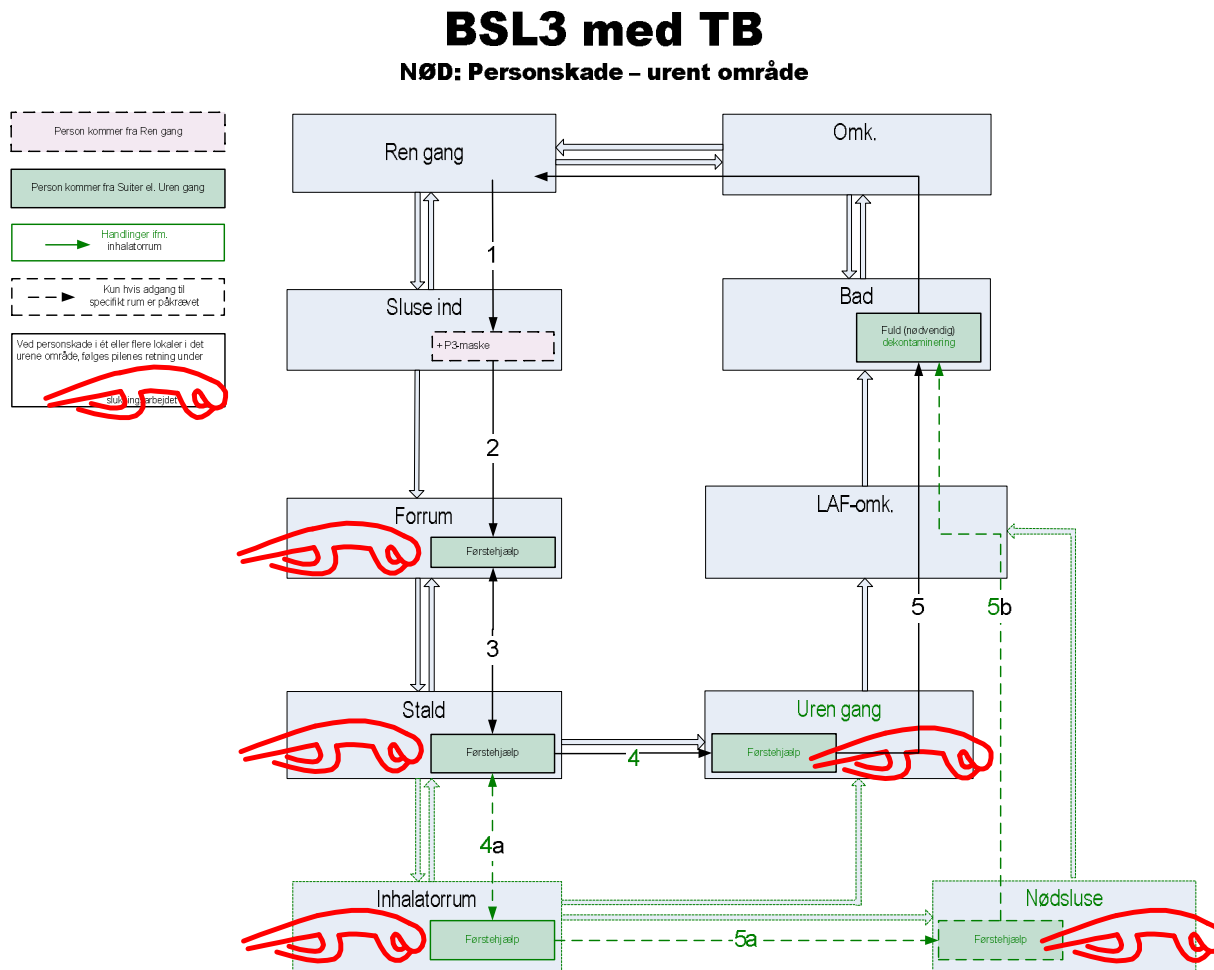 BSL3 med TB
NØD: Personskade – urent område
Person kommer fra Ren gang
Person kommer fra Suiter el. Uren gang
Handlinger ifm.
inhalatorrum
Kun hvis adgang til
specifikt rum er påkrævet
Ved personskade i ét eller flere lokaler i det
urene område, følges pilenes retning under
slukningsarbejdet
Ren gang
Omk.
1
Sluse ind
+ P3-maske
Bad
Fuld (nødvendig)
dekontaminering
2
Forrum
Førstehjælp
LAF-omk.
3
5
5b
Stald
Førstehjælp
4
Uren gang
Førstehjælp
4a
Inhalatorrum
Førstehjælp
5a
Nødsluse
Førstehjælp